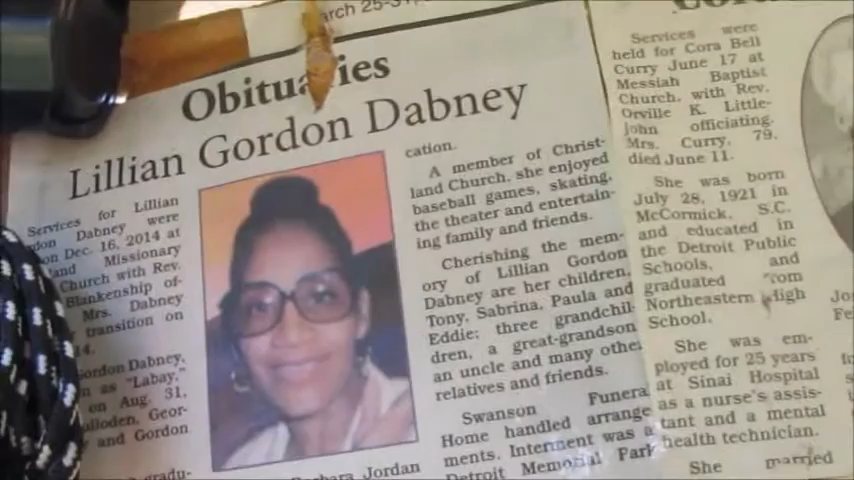 arch 25-31,
Obituaries
Lillian Gordon Dabney
Services for Lillian
Dabney were
on Dec. 16, 2014 at
Missionary
Church with Rev.
Blankenship of-
Mrs. Dabney
transition on
14.
Gordon Dabney,
as "Labay,"
on Aug. 31,
Geor-
and Gordon
gradu-
Barbara Jordan
cation.
A member of Christ-
land Church, she enjoyed
baseball games, skating,
the theater and entertain-
ing family and friends.
Cherishing the mem-
ory of Lillian Gordon
Dabney are her children,
Tony, Sabrina, Paula and
Eddie; three grandchil-
dren, a great-grandson
an uncle and many other
relatives and friends.
Swanson Funeral
Home handled arrange-
ments. Interment was a
Detroit Memorial Park
Services were
held for Cora Bell
Curry June 17 at
Messiah Baptist
Church, with Rev.
Orville K. Little-
john officiating.
Mrs. Curry, 79.
died June 11.
She was born
July 28, 1921 in
McCormick, S.C.
and educated in
the Detroit Public
Schools, and
graduated from
Northeastern High
School.
She was em-
ployed for 25 years
at Sinai Hospital
as a nurse's assis-
tant and a mental
health technician.
She married